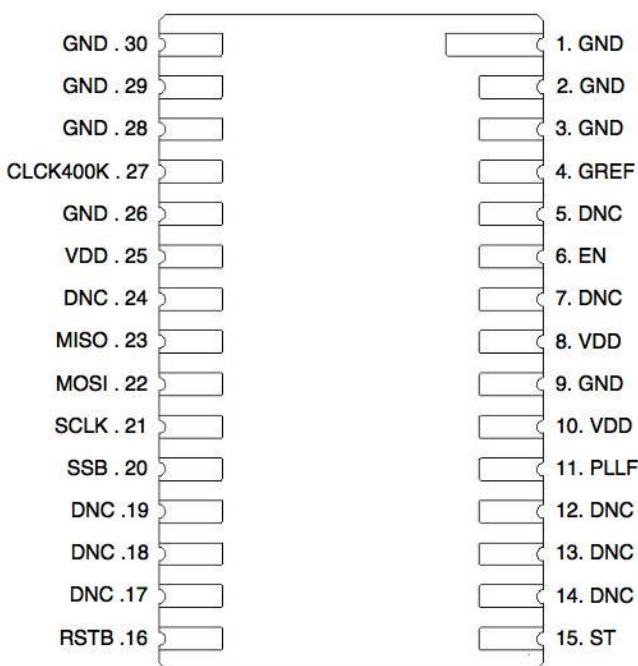 GND . 30
1. GND
GND . 29
2. GND
GND . 28
3. GND
CLCK400K . 27
4. GREF
GND . 26
5. DNC
VDD . 25
6. EN
DNC . 24
7. DNC
MISO . 23
8. VDD
MOSI . 22
9. GND
SCLK . 21
10. VDD
SSB . 20
11. PLLF
DNC .19
12. DNC
DNC .18
13. DNC
DNC .17
14. DNC
RSTB .16
15. ST